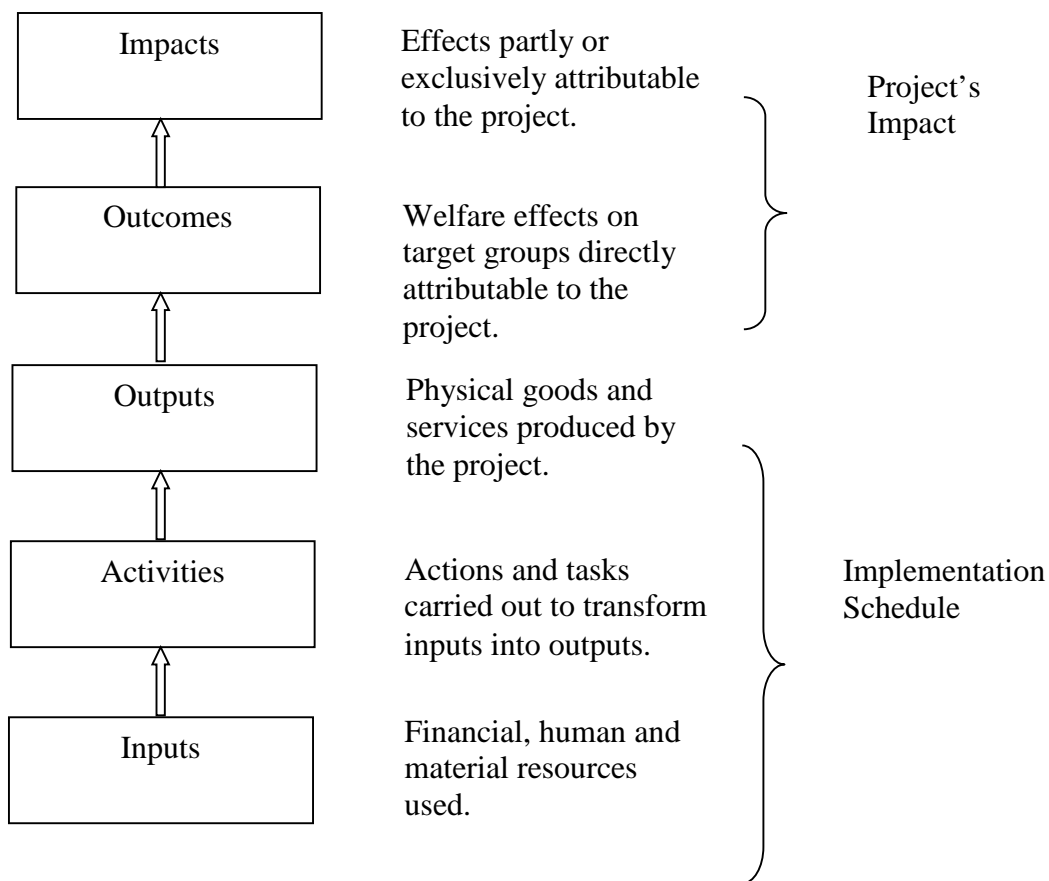 Impacts
Effects partly or
exclusively attributable
to the project.
Project's
Impact
Outcomes
Welfare effects on
target groups directly
attributable to the
project.
Outputs
Physical goods and
services produced by
the project.
Activities
Actions and tasks
carried out to transform
inputs into outputs.
Implementation
Schedule
Inputs
Financial, human and
material resources
used.